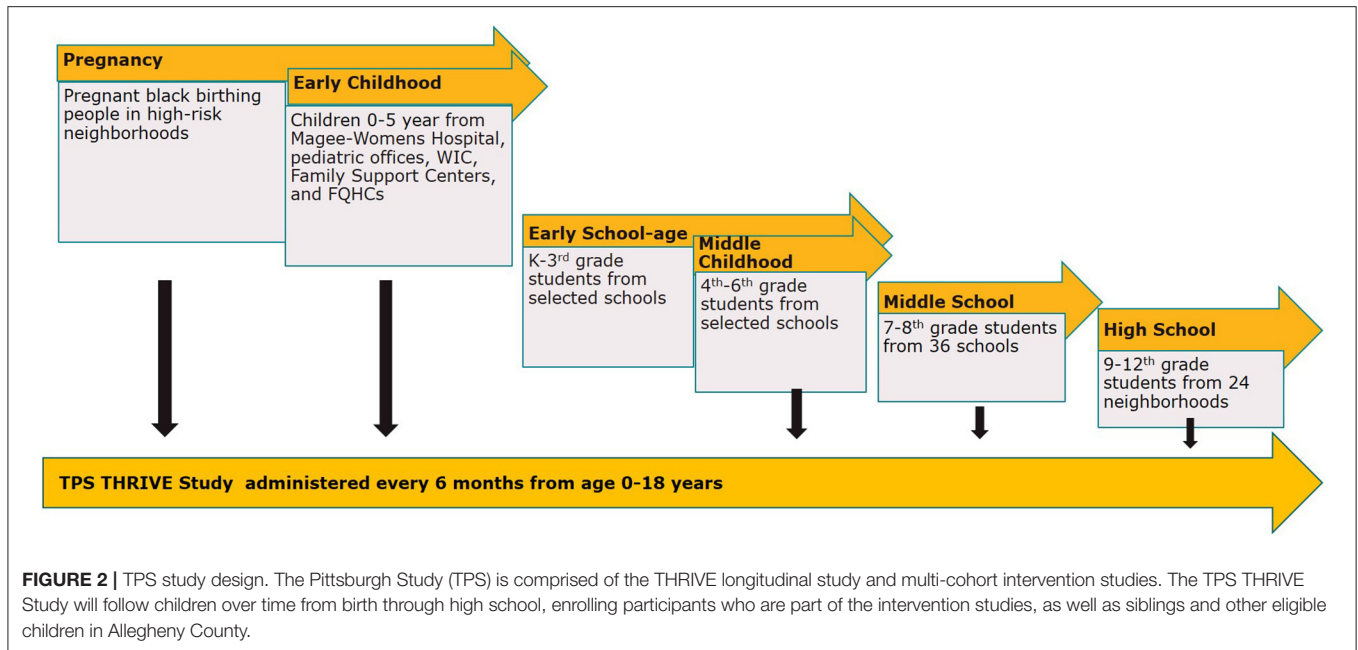 Pregnancy
Pregnant black birthing
people in high-risk
neighborhoods
Early Childhood
Children 0-5 year from
Magee-Womens Hospital,
pediatric offices, WIC,
Family Support Centers,
and FQHCs
Early School-age
K-3rd grade
students from
selected schools
Middle
Childhood
4th-6th grade
students from
selected schools
Middle School
7-8th grade students
from 36 schools
High School
9-12th grade
students from 24
neighborhoods
TPS THRIVE Study administered every 6 months from age 0-18 years
FIGURE 2 | TPS study design. The Pittsburgh Study (TPS) is comprised of the THRIVE longitudinal study and multi-cohort intervention studies. The TPS THRIVE
Study will follow children over time from birth through high school, enrolling participants who are part of the intervention studies, as well as siblings and other eligible
children in Allegheny County.